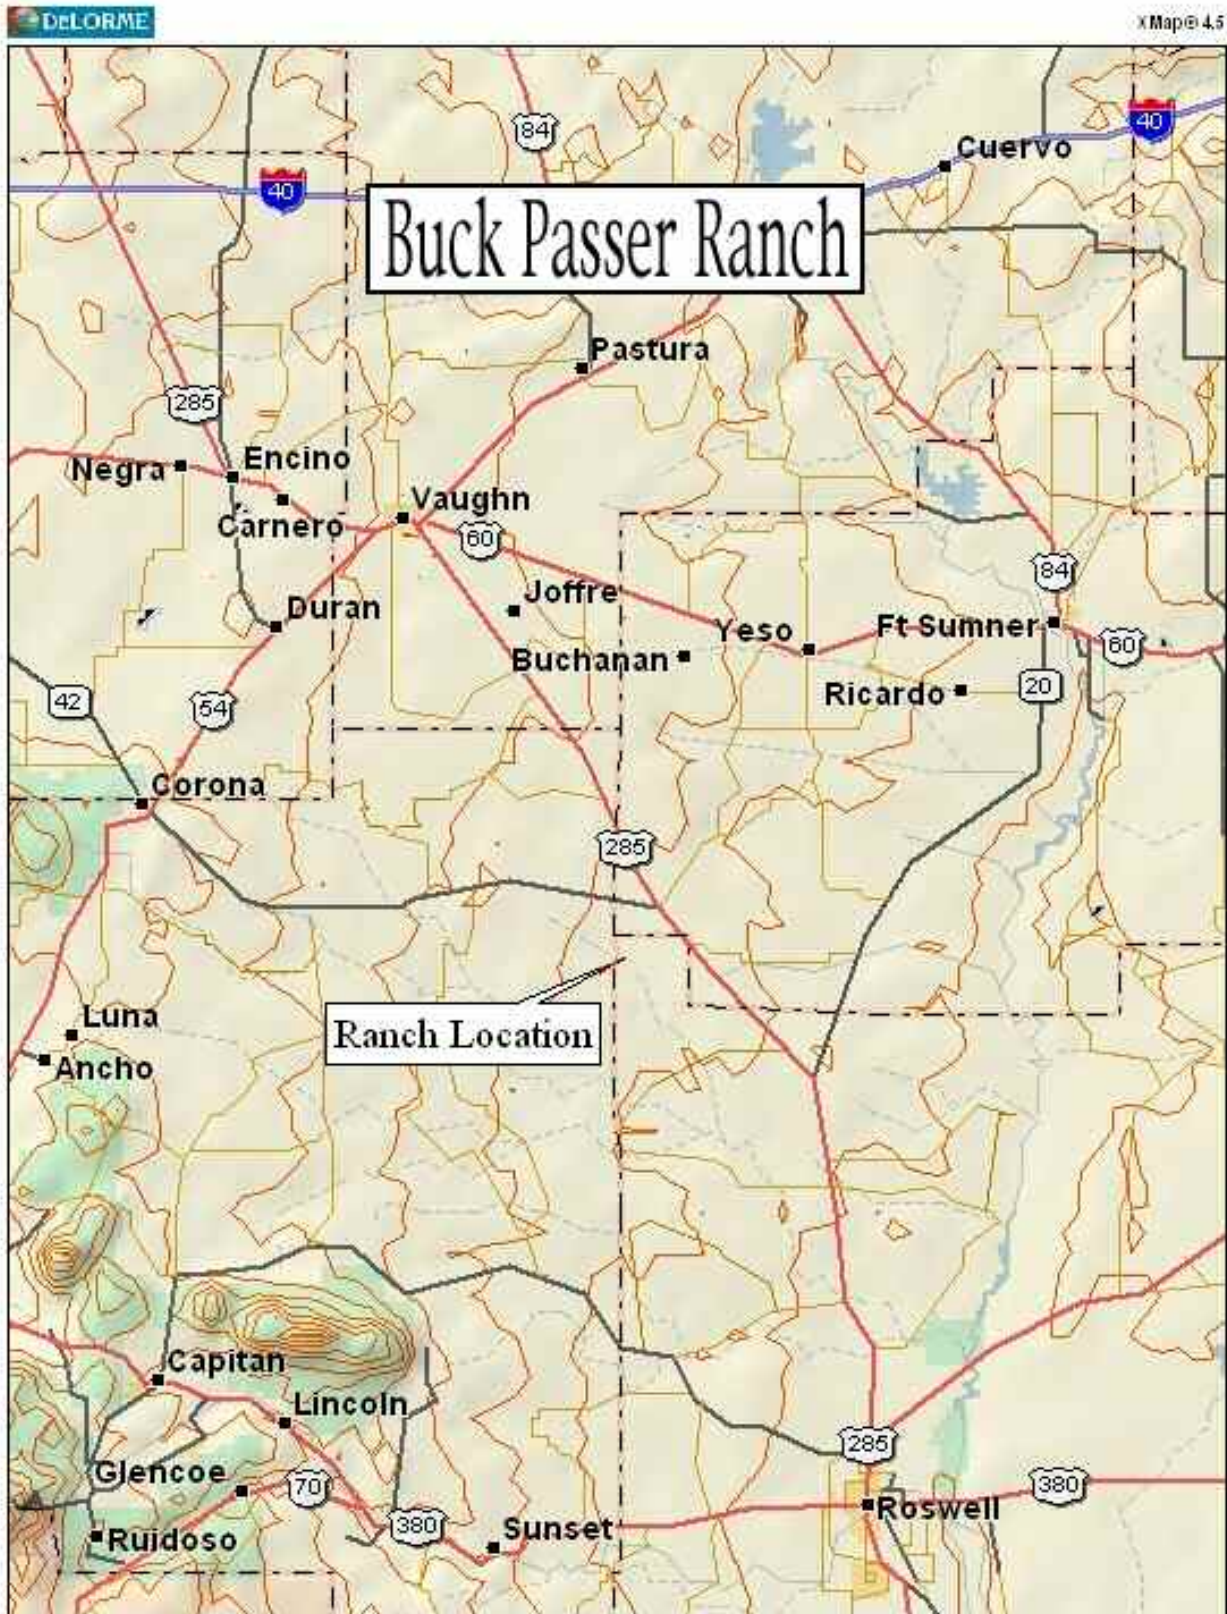 DELORME
XMap® 4.5
84
40
Cuervo
40
Buck Passer Ranch
Pastura
285
Encino
Negra
Vaughn
Carnero
60
84
Joffre
Duran
Yeso
Ft Sumner
60
Buchanan
20
42
Ricardo
54
Corona
285
Luna
Ranch Location
Ancho
Capitan
Lincoln
285
Glencoe
70
380
Roswell
380
Sunset
Ruidoso